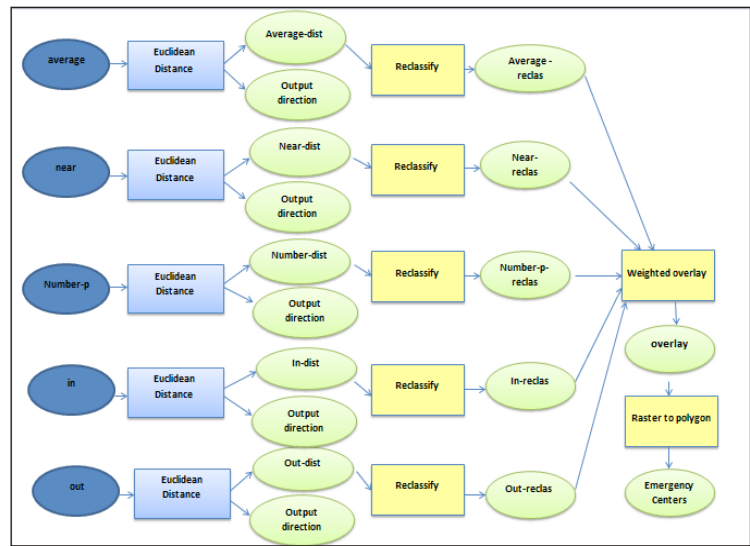 average
Euclidean
Distance
Average-dist
Output
direction
Reclassify
Average -
reclas
near
Euclidean
Distance
Near-dist
Output
direction
Reclassify
Near-
reclas
Number-p
Euclidean
Distance
Number-dist
Output
direction
Reclassify
Number-p-
reclas
Weighted overlay
overlay
in
Euclidean
Distance
In-dist
Output
direction
Reclassify
In-reclas
Raster to polygon
out
Euclidean
Distance
Out-dist
Output
direction
Reclassify
Out-reclas
Emergency
Centers